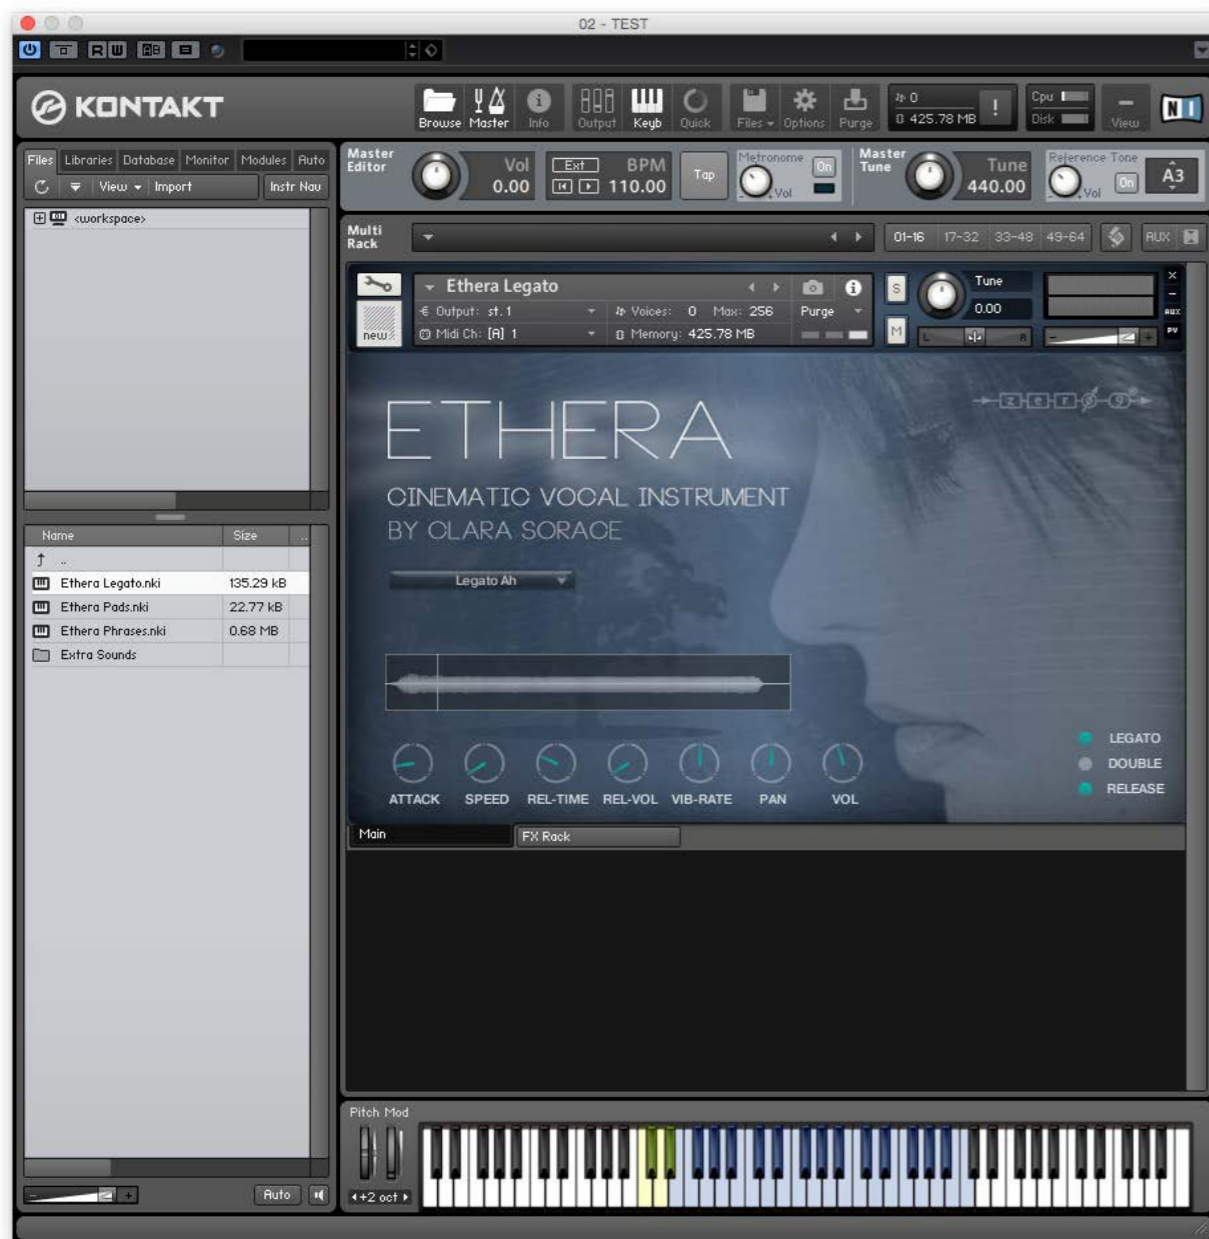 02 - TEST
R W AB E
KONTAKT
Browse Master Info Output Keyb Quick Files Options Purge
0
425.78 MB
!
Cpu
Disk
View
NI
Files Libraries Database Monitor Modules Auto
View Import Instr Nav
<workspace>
Name Size ..
..
Ethera Legato.nki 135.29 kB
Ethera Pads.nki 22.77 kB
Ethera Phrases.nki 0.68 MB
Extra Sounds
- +
Auto
Master Editor
Vol
0.00
Ext BPM
110.00
Tap
Metronome
On
Vol
Master Tune
Tune
440.00
Reference Tone
Vol
On
A3
Multi Rack
01-16 17-32 33-48 49-64 AUX
Ethera Legato
new
Output: st. 1 Voices: 0 Max: 256 Purge
Midi Ch: [A] 1 Memory: 425.78 MB
S
M
Tune
0.00
L R
- +
×
-
AUX
PV
zerø-g
ETHERA
CINEMATIC VOCAL INSTRUMENT
BY CLARA SORACE
Legato Ah
ATTACK SPEED REL-TIME REL-VOL VIB-RATE PAN VOL
LEGATO
DOUBLE
RELEASE
Main FX Rack
Pitch Mod
+2 oct